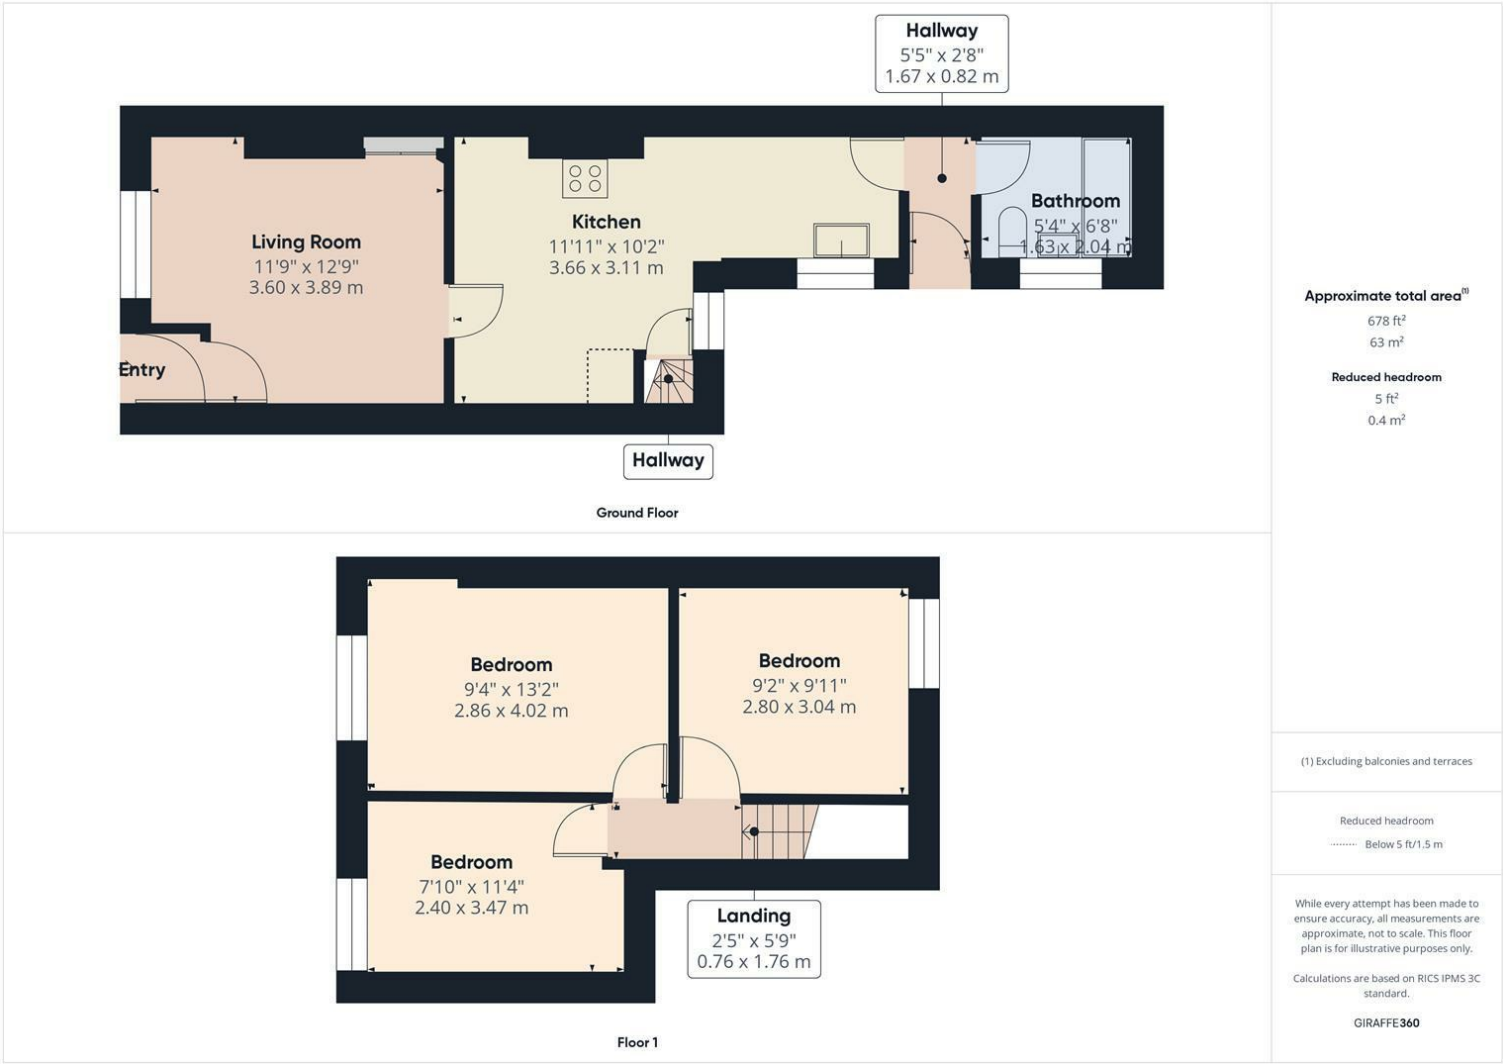 Hallway
5'5" x 2'8"
1.67 x 0.82 m
Living Room
11'9" x 12'9"
3.60 x 3.89 m
Kitchen
11'11" x 10'2"
3.66 x 3.11 m
Bathroom
5'4" x 6'8"
1.63 x 2.04 m
Entry
Hallway
Ground Floor
Bedroom
9'4" x 13'2"
2.86 x 4.02 m
Bedroom
9'2" x 9'11"
2.80 x 3.04 m
Bedroom
7'10" x 11'4"
2.40 x 3.47 m
Landing
2'5" x 5'9"
0.76 x 1.76 m
Floor 1
Approximate total area(1)
678 ft²
63 m²
Reduced headroom
5 ft²
0.4 m²
(1) Excluding balconies and terraces
Reduced headroom
Below 5 ft/1.5 m
While every attempt has been made to
ensure accuracy, all measurements are
approximate, not to scale. This floor
plan is for illustrative purposes only.
Calculations are based on RICS IPMS 3C
standard.
GIRAFFE360